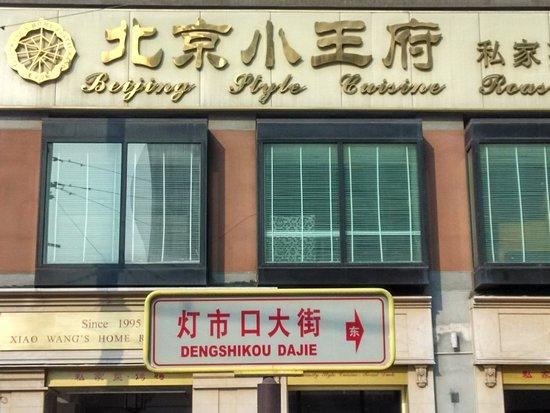 北京小王府 私家
Beijing Style Cuisine Roas
Since 1995
XIAO WANG'S HOME R
灯市口大街
东
DENGSHIKOU DAJIE